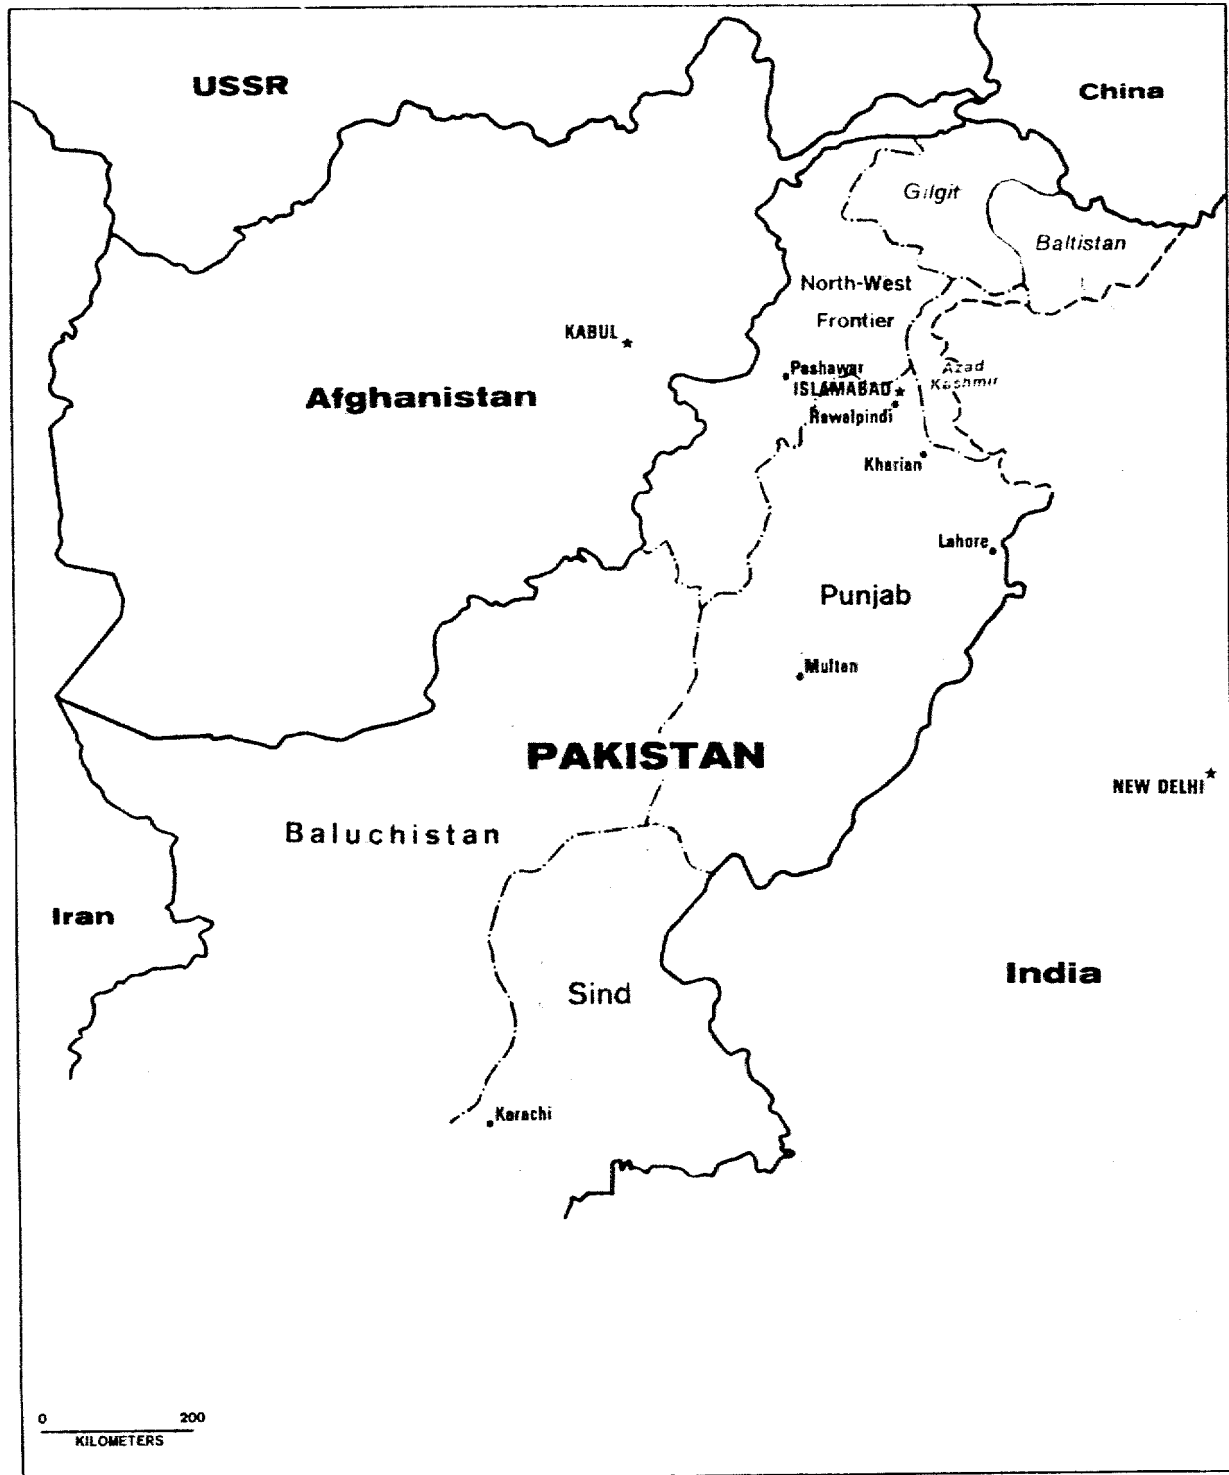 USSR
China
Gilgit
Baltistan
North-West
Frontier
KABUL
Peshawar
Azad
Kashmir
ISLAMABAD
Afghanistan
Rawalpindi
Kharian
Lahore
Punjab
Multan
PAKISTAN
NEW DELHI
Baluchistan
Iran
India
Sind
Karachi
0 200
KILOMETERS